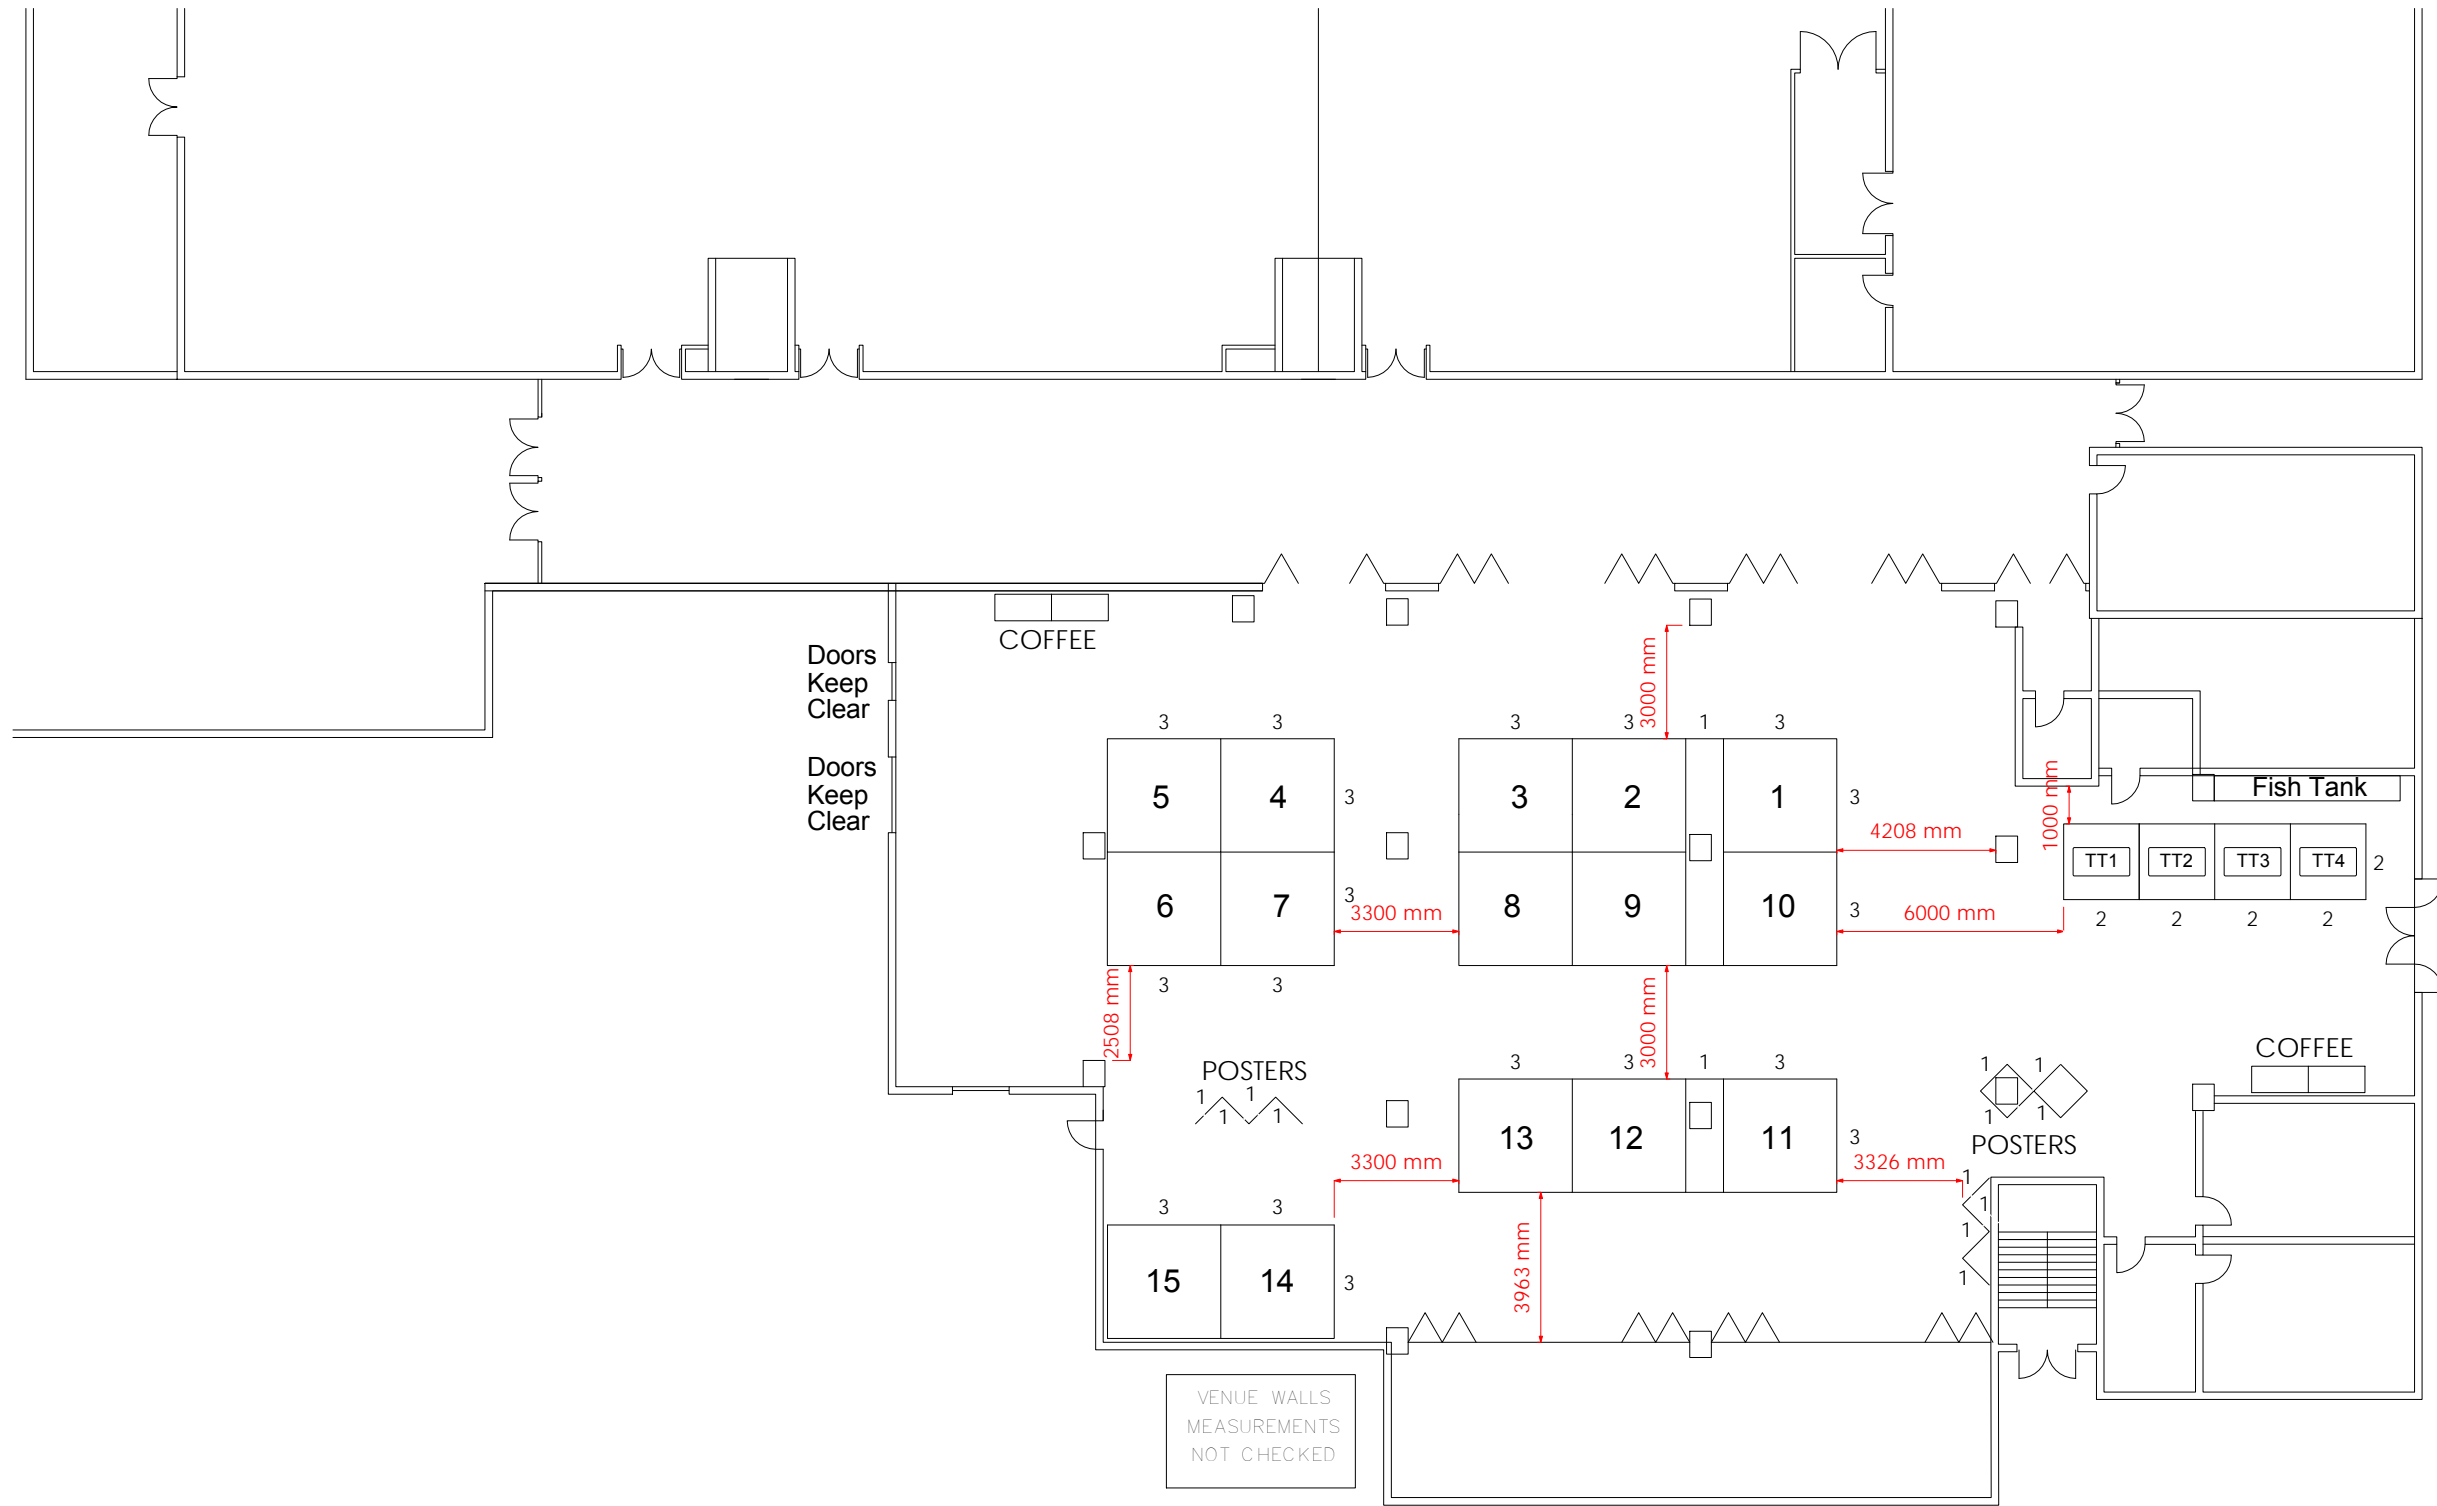 COFFEE
Doors
Keep
Clear
3000 mm
3 3 3 3 1 3
Doors
Keep
Clear
5 4 3 3 2 1 3
1000 mm
Fish Tank
4208 mm
TT1 TT2 TT3 TT4 2
6 7 3 8 9 10 3
3300 mm 6000 mm
2 2 2 2
3 3
2508 mm
3000 mm
COFFEE
3 3 1 3
POSTERS
1 1
1 1
1 1
1 1
13 12 11 3
POSTERS
3300 mm 3326 mm
1
1
1
1
3 3
15 14 3
3963 mm
VENUE WALLS
MEASUREMENTS
NOT CHECKED